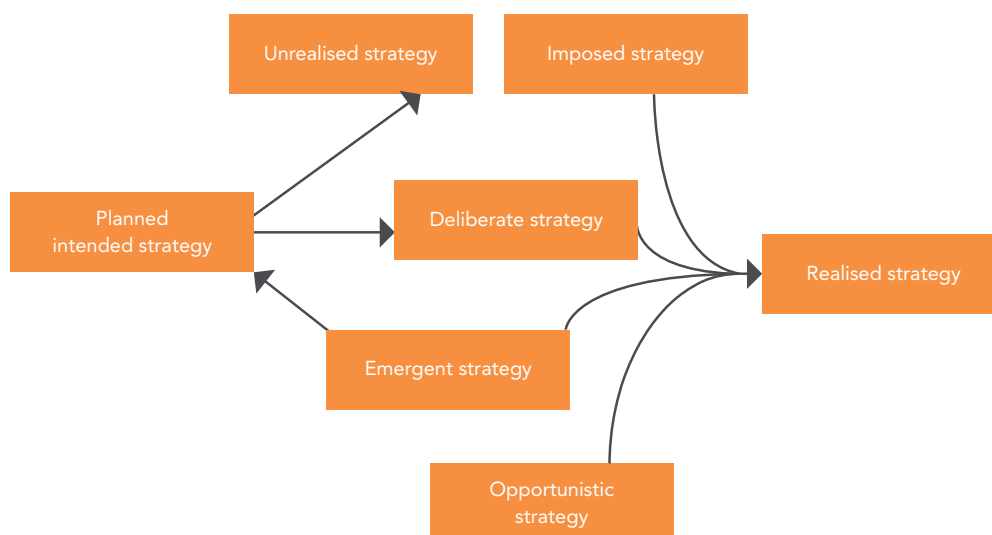 Unrealised strategy
Imposed strategy
Planned
intended strategy
Deliberate strategy
Realised strategy
Emergent strategy
Opportunistic
strategy